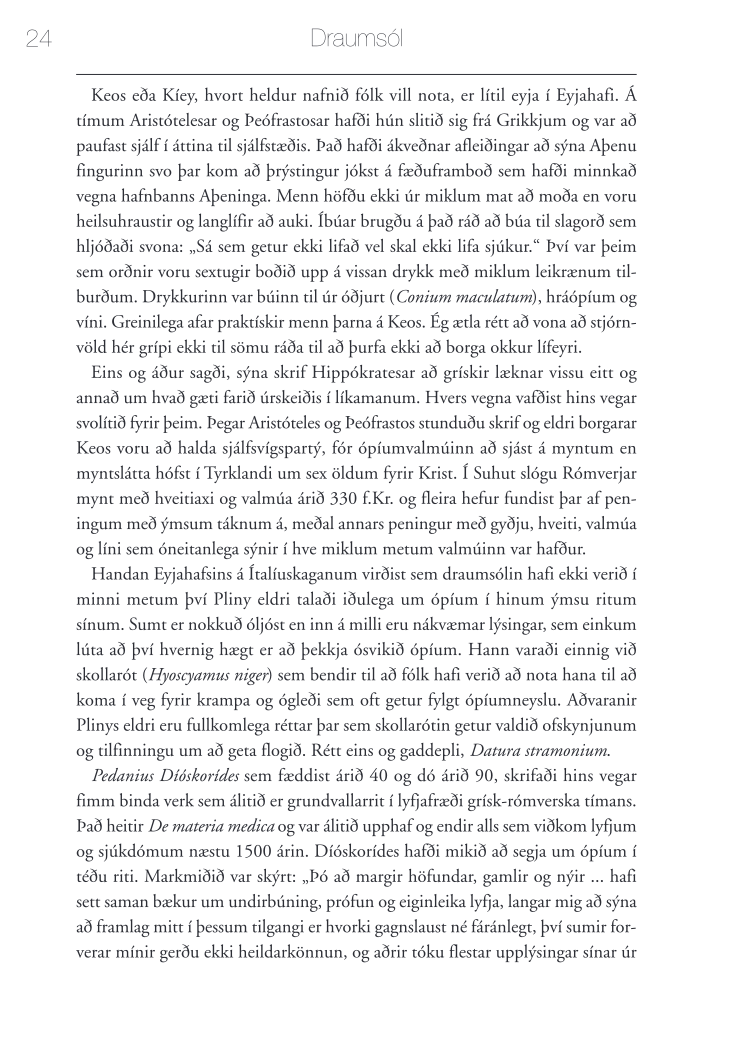 24
Draumsól
Keos eða Kíey, hvort heldur nafnið fólk vill nota, er lítil eyja í Eyjahafi. Á
tímum Aristótelesar og Þeófrastosar hafði hún slitið sig frá Grikkjum og var að
paufast sjálf í áttina til sjálfstæðis. Það hafði ákveðnar afleiðingar að sýna Aþenu
fingurinn svo þar kom að þrýstingur jókst á fæðuframboð sem hafði minnkað
vegna hafnbanns Aþeninga. Menn höfðu ekki úr miklum mat að moða en voru
heilsuhraustir og langlífir að auki. Íbúar brugðu á það ráð að búa til slagorð sem
hljóðaði svona: „Sá sem getur ekki lifað vel skal ekki lifa sjúkur.“ Því var þeim
sem orðnir voru sextugir boðið upp á vissan drykk með miklum leikrænum til-
burðum. Drykkurinn var búinn til úr óðjurt (Conium maculatum), hráópíum og
víni. Greinilega afar praktískir menn þarna á Keos. Ég ætla rétt að vona að stjórn-
völd hér grípi ekki til sömu ráða til að þurfa ekki að borga okkur lífeyri.
Eins og áður sagði, sýna skrif Hippókratesar að grískir læknar vissu eitt og
annað um hvað gæti farið úrskeiðis í líkamanum. Hvers vegna vafðist hins vegar
svolítið fyrir þeim. Þegar Aristóteles og Þeófrastos stunduðu skrif og eldri borgarar
Keos voru að halda sjálfsvígspartý, fór ópíumvalmúinn að sjást á myntum en
myntslátta hófst í Tyrklandi um sex öldum fyrir Krist. Í Suhut slógu Rómverjar
mynt með hveitiaxi og valmúa árið 330 f.Kr. og fleira hefur fundist þar af pen-
ingum með ýmsum táknum á, meðal annars peningur með gyðju, hveiti, valmúa
og líni sem óneitanlega sýnir í hve miklum metum valmúinn var hafður.
Handan Eyjahafsins á Ítalíuskaganum virðist sem draumsólin hafi ekki verið í
minni metum því Pliny eldri talaði iðulega um ópíum í hinum ýmsu ritum
sínum. Sumt er nokkuð óljóst en inn á milli eru nákvæmar lýsingar, sem einkum
lúta að því hvernig hægt er að þekkja ósvikið ópíum. Hann varaði einnig við
skollarót (Hyoscyamus niger) sem bendir til að fólk hafi verið að nota hana til að
koma í veg fyrir krampa og ógleði sem oft getur fylgt ópíumneyslu. Aðvaranir
Plinys eldri eru fullkomlega réttar þar sem skollarótin getur valdið ofskynjunum
og tilfinningu um að geta flogið. Rétt eins og gaddepli, Datura stramonium.
Pedanius Díóskorídes sem fæddist árið 40 og dó árið 90, skrifaði hins vegar
fimm binda verk sem álitið er grundvallarrit í lyfjafræði grísk-rómverska tímans.
Það heitir De materia medica og var álitið upphaf og endir alls sem viðkom lyfjum
og sjúkdómum næstu 1500 árin. Díóskorídes hafði mikið að segja um ópíum í
téðu riti. Markmiðið var skýrt: „Þó að margir höfundar, gamlir og nýir ... hafi
sett saman bækur um undirbúning, prófun og eiginleika lyfja, langar mig að sýna
að framlag mitt í þessum tilgangi er hvorki gagnslaust né fáránlegt, því sumir for-
verar mínir gerðu ekki heildarkönnun, og aðrir tóku flestar upplýsingar sínar úr